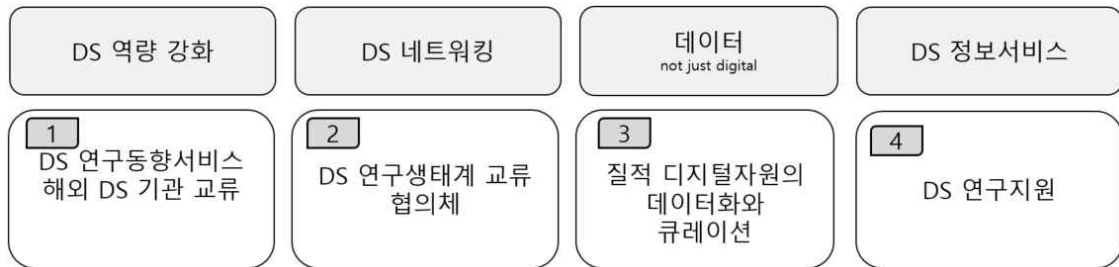 DS 역량 강화
DS 네트워킹
데이터
not just digital
DS 정보서비스
1
DS 연구동향서비스
해외 DS 기관 교류
2
DS 연구생태계 교류
협의체
3
질적 디지털자원의
데이터화와
큐레이션
4
DS 연구지원